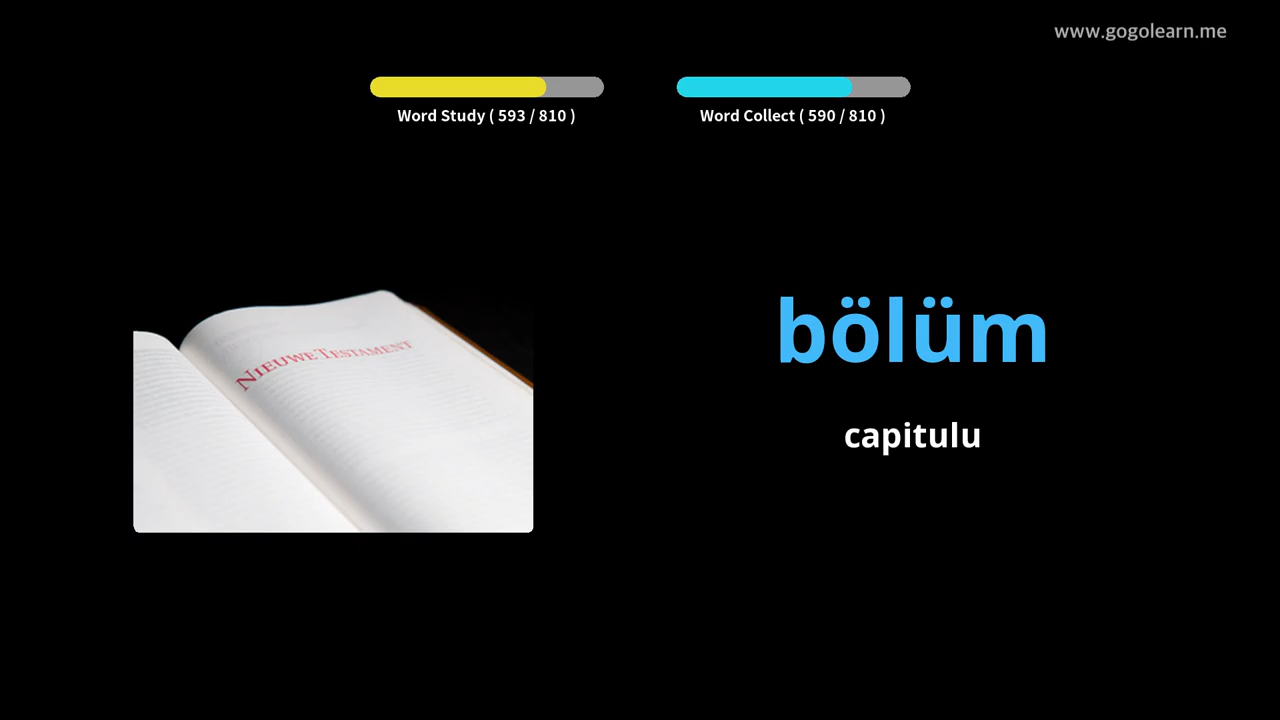 www.gogolearn.me
Word Study ( 593 / 810 )
Word Collect ( 590 / 810 )
NIEUWE TESTAMENT
bölüm
capitulu